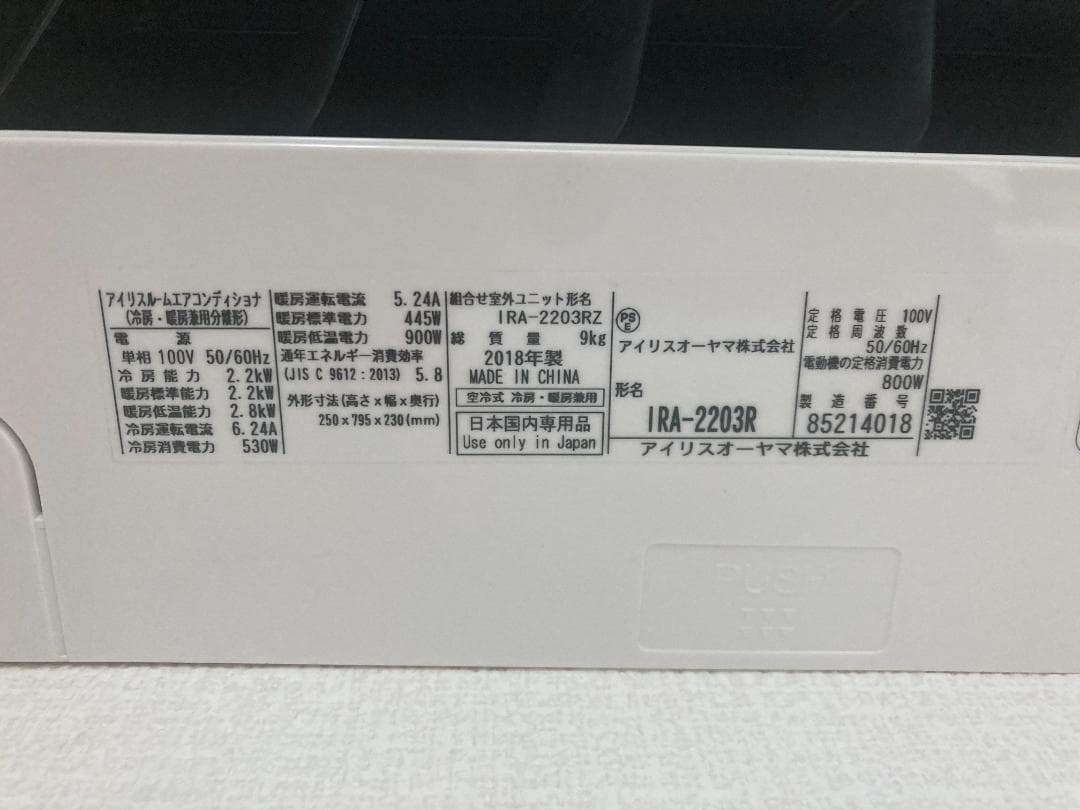 アイリスルームエアコンディショナ
(冷房・暖房兼用分離形)
電源
単相 100V 50/60Hz
冷房能力 2.2kW
暖房標準能力 2.2kW
暖房低温能力 2.8kW
冷房運転電流 6.24A
冷房消費電力 530W
暖房運転電流 5.24A
暖房標準電力 445W
暖房低温電力 900W
通年エネルギー消費効率
(JIS C 9612:2013) 5.8
外形寸法(高さx幅x奥行)
250x795x230(mm)
組合せ室外ユニット形名
IRA-2203RZ
総質量 9kg
2018年製
MADE IN CHINA
空冷式 冷房・暖房兼用
日本国内専用品
Use only in Japan
PS
E
アイリスオーヤマ株式会社
形名
IRA-2203R
アイリスオーヤマ株式会社
定格電圧 100V
定格周波数
50/60Hz
電動機の定格消費電力
800W
製造番号
85214018
PUSH